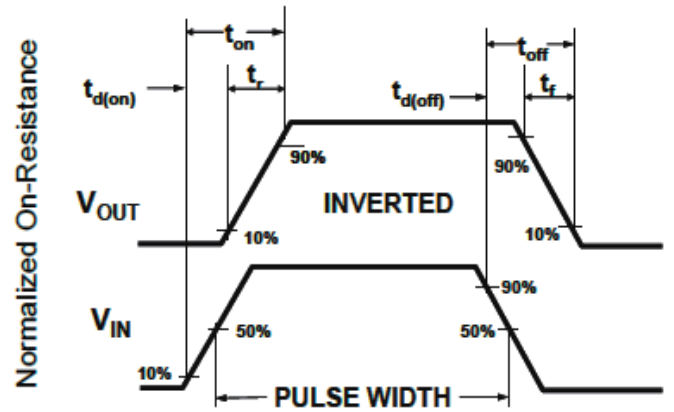 Normalized On-Resistance
t_on
t_off
t_d(on)
t_r
t_d(off)
t_f
90%
90%
V_OUT
INVERTED
10%
10%
90%
V_IN
50%
50%
10%
PULSE WIDTH